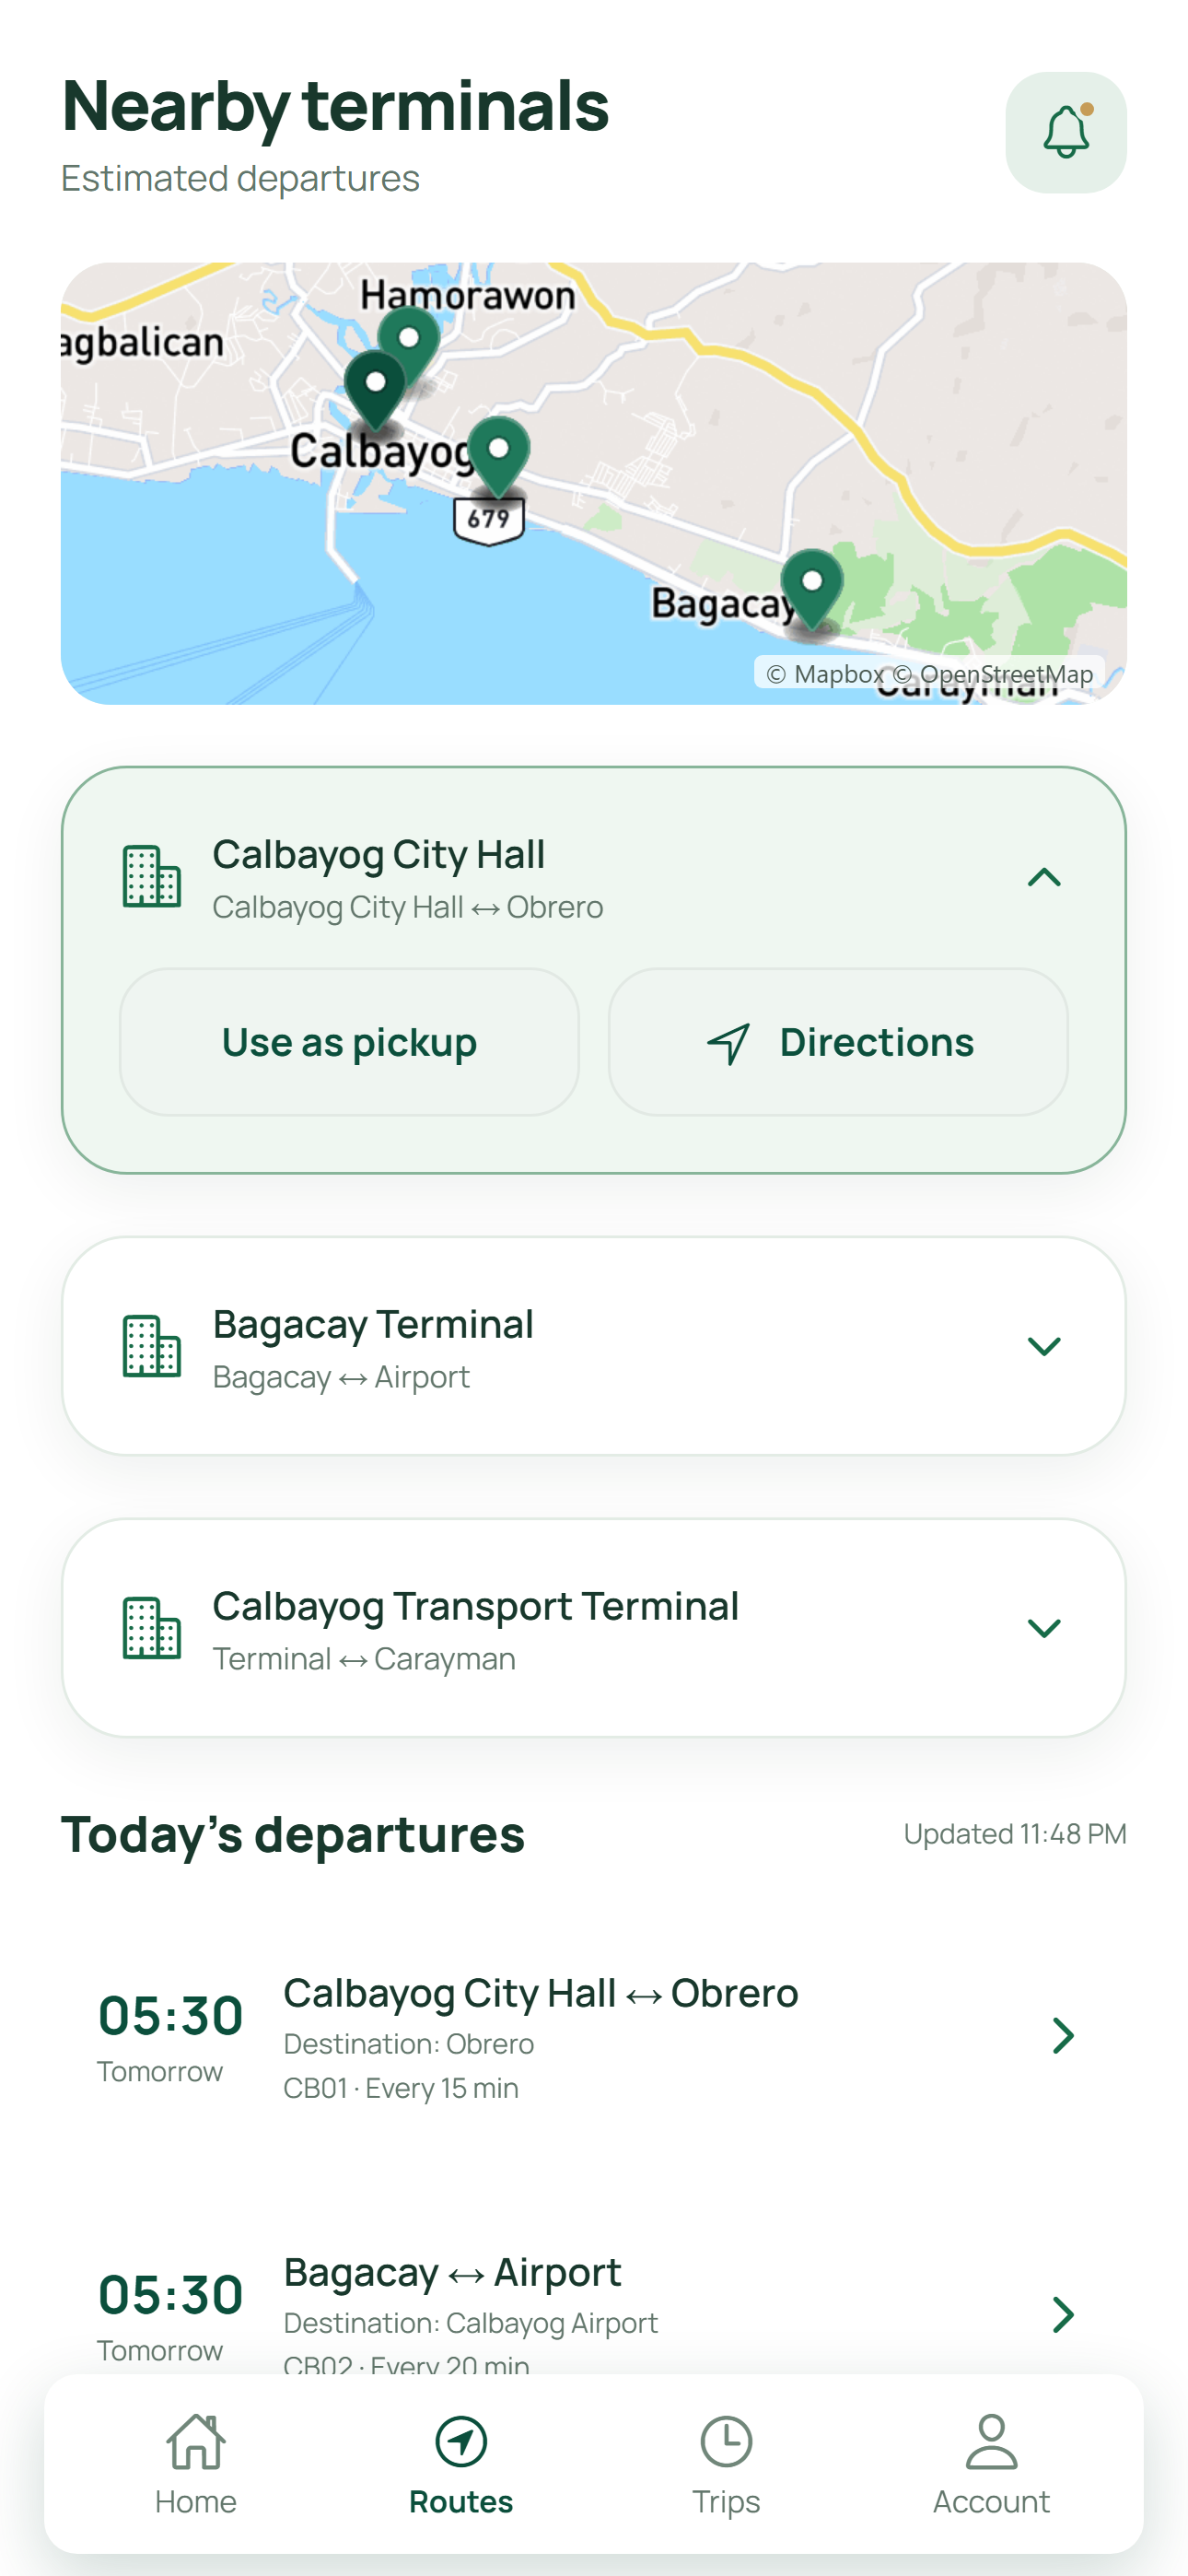 Nearby terminals
Estimated departures
Hamorawon
agbalican
Calbayog
679
Bagacay
© Mapbox © OpenStreetMap
Carayman
Calbayog City Hall
Calbayog City Hall ↔ Obrero
Use as pickup
Directions
Bagacay Terminal
Bagacay ↔ Airport
Calbayog Transport Terminal
Terminal ↔ Carayman
Today’s departures
Updated 11:48 PM
05:30
Tomorrow
Calbayog City Hall ↔ Obrero
Destination: Obrero
CB01 · Every 15 min
05:30
Tomorrow
Bagacay ↔ Airport
Destination: Calbayog Airport
CB02 · Every 20 min
Home
Routes
Trips
Account